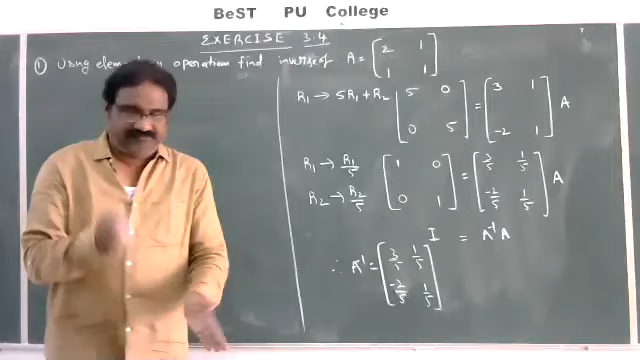 BeST PU College
EXERCISE 3.4
① Using elementary operation find inverse of A = [2 1
1 1]
R₁ → 5R₁ + R₂ [5 0
0 5] = [3 1
-2 1] A
R₁ → R₁/5
R₂ → R₂/5 [1 0
0 1] = [3/5 1/5
-2/5 1/5] A
I = A⁻¹A
∴ A⁻¹ = [3/5 1/5
-2/5 1/5]